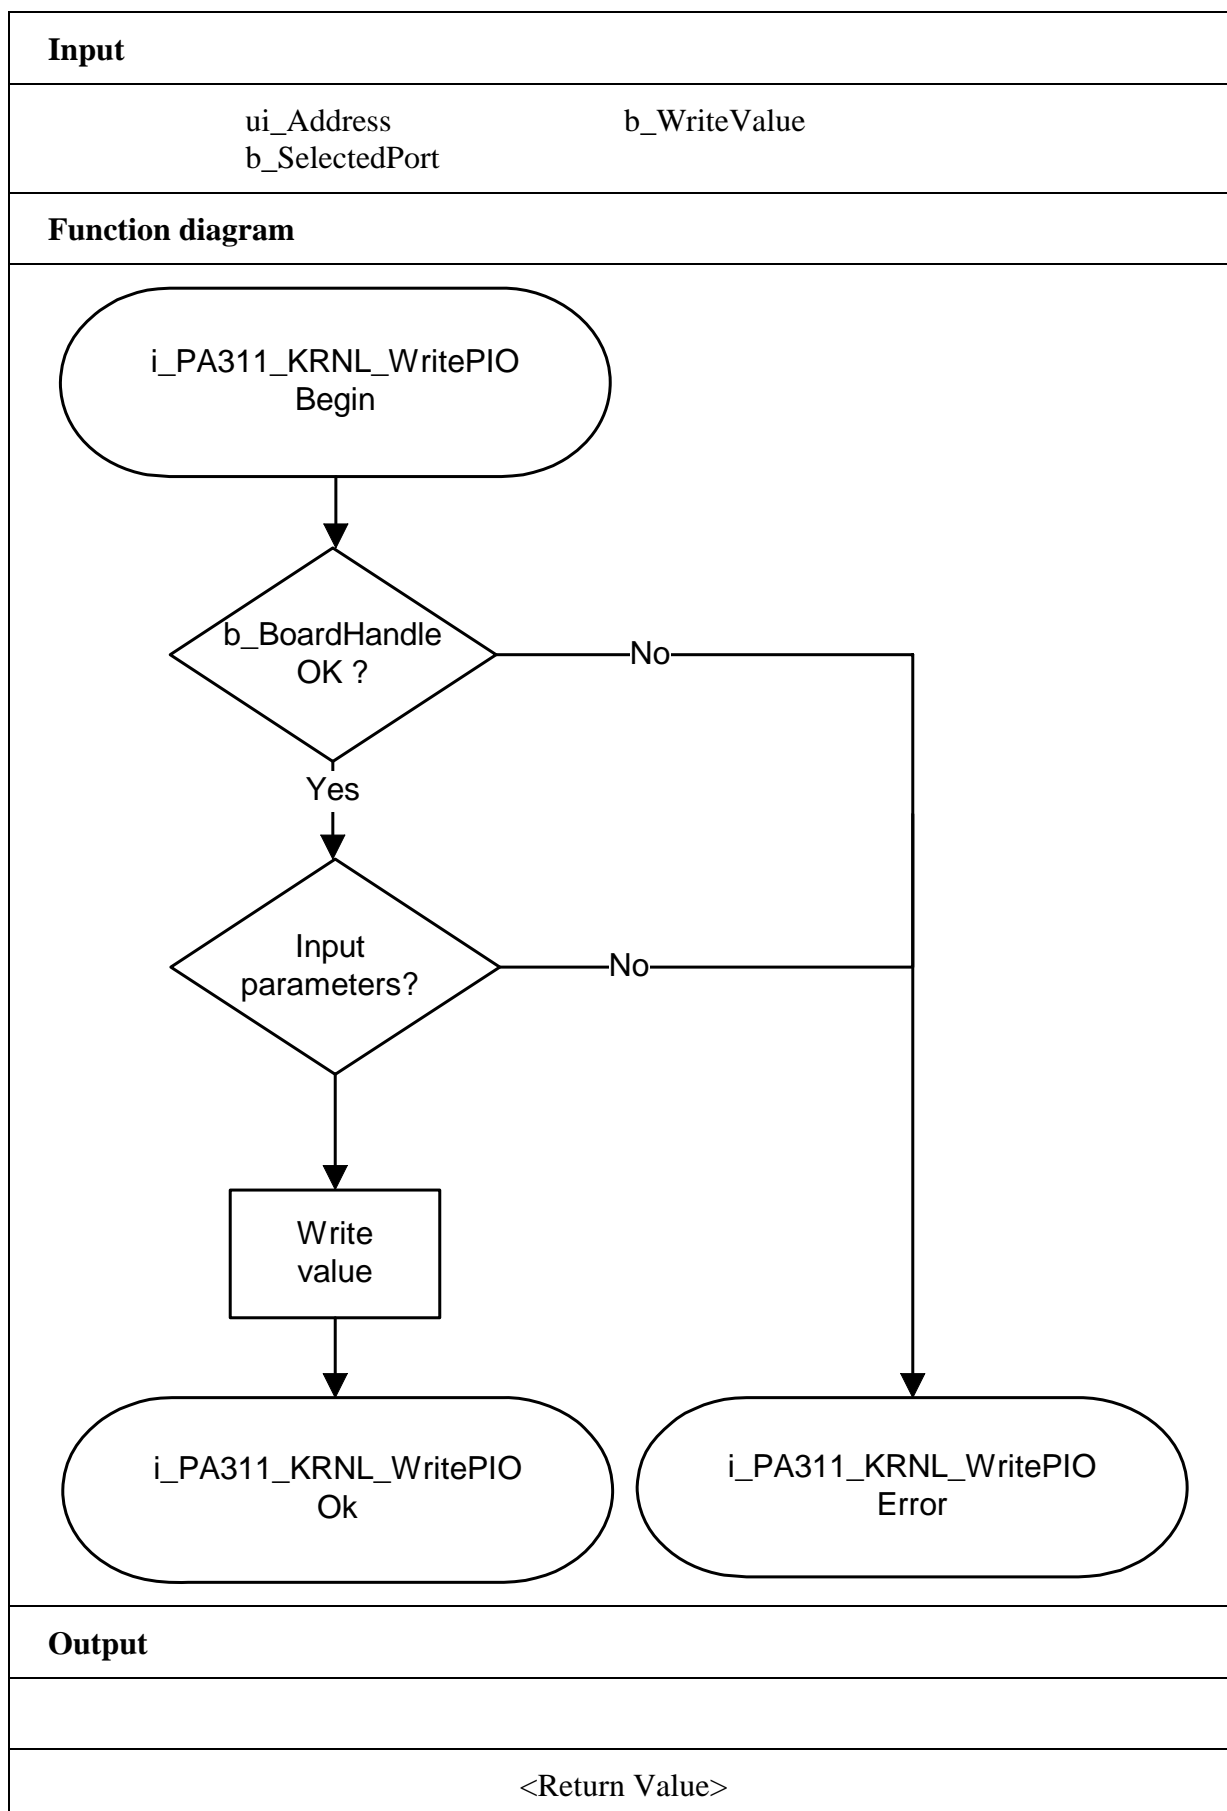 Input
ui_Address b_WriteValue
b_SelectedPort
Function diagram
i_PA311_KRNL_WritePIO
Begin
b_BoardHandle
OK ?
No
Yes
Input
parameters?
No
Write
value
i_PA311_KRNL_WritePIO
Ok
i_PA311_KRNL_WritePIO
Error
Output
<Return Value>